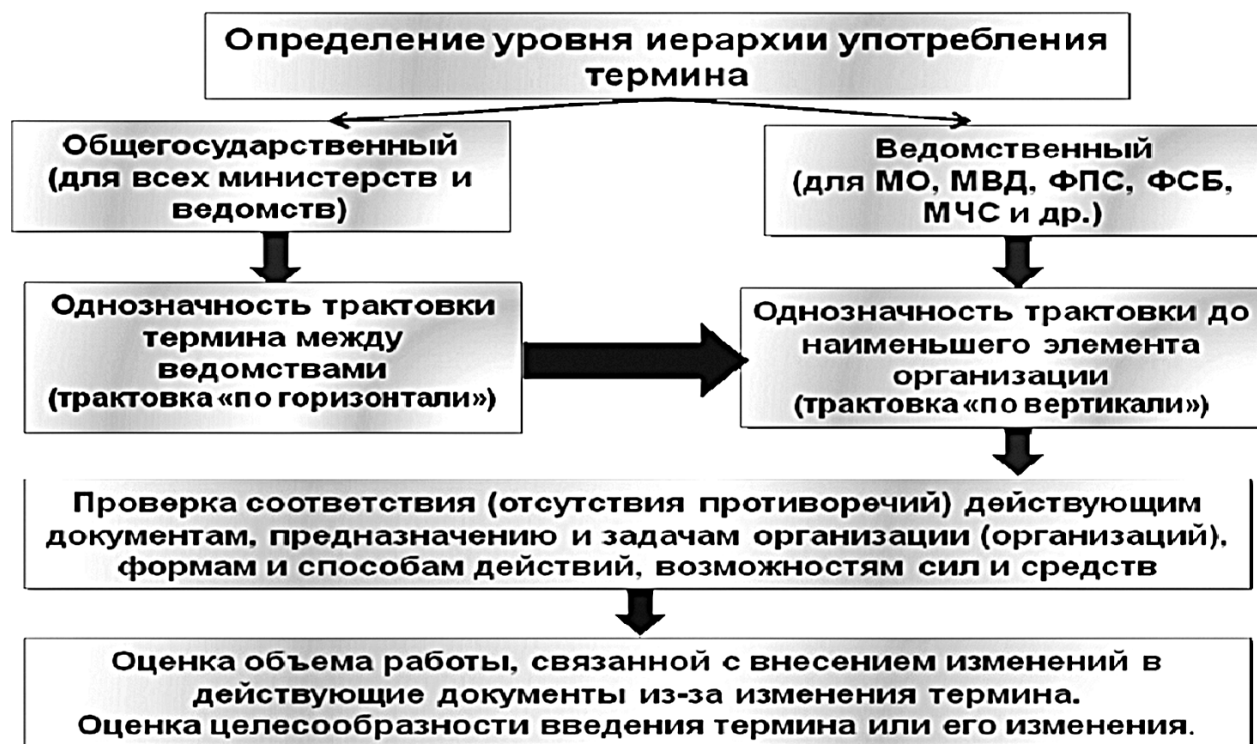 Определение уровня иерархии употребления
термина
Общегосударственный
(для всех министерств и
ведомств)
Ведомственный
(для МО, МВД, ФПС, ФСБ,
МЧС и др.)
Однозначность трактовки
термина между
ведомствами
(трактовка «по горизонтали»)
Однозначность трактовки до
наименьшего элемента
организации
(трактовка «по вертикали»)
Проверка соответствия (отсутствия противоречий) действующим
документам, предназначению и задачам организации (организаций),
формам и способам действий, возможностям сил и средств
Оценка объема работы, связанной с внесением изменений в
действующие документы из-за изменения термина.
Оценка целесообразности введения термина или его изменения.